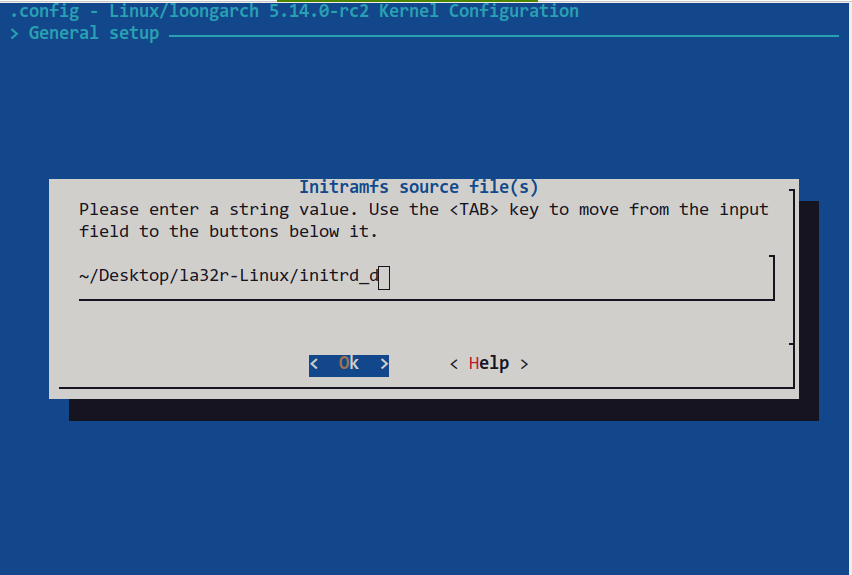 .config - Linux/loongarch 5.14.0-rc2 Kernel Configuration
> General setup
Initramfs source file(s)
Please enter a string value. Use the <TAB> key to move from the input
field to the buttons below it.
~/Desktop/la32r-Linux/initrd_d
<  Ok  > < Help >